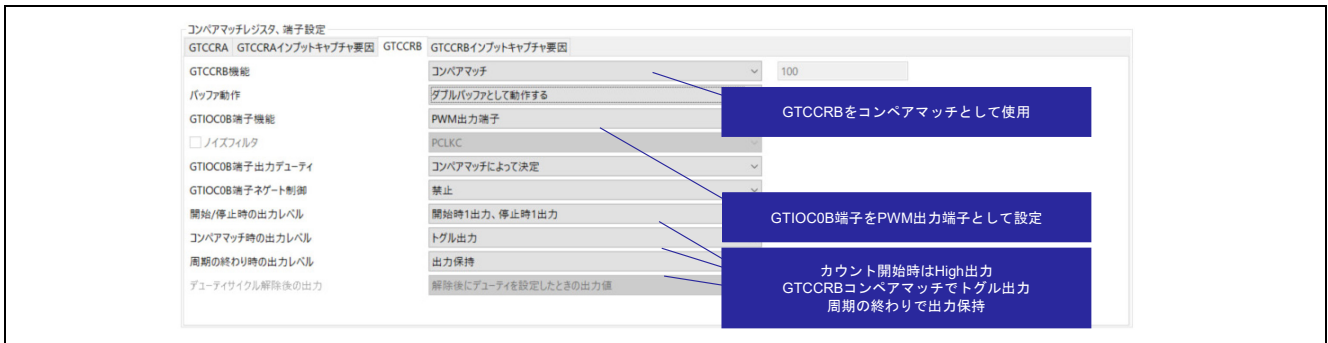 コンペアマッチレジスタ、端子設定
GTCCRA GTCCRAインプットキャプチャ要因 GTCCRB GTCCRBインプットキャプチャ要因
GTCCRB機能 コンペアマッチ 100
バッファ動作 ダブルバッファとして動作する
GTCCRBをコンペアマッチとして使用
GTIOC0B端子機能 PWM出力端子
ノイズフィルタ PCLKC
GTIOC0B端子出力デューティ コンペアマッチによって決定
GTIOC0B端子ネゲート制御 禁止
開始/停止時の出力レベル 開始時1出力、停止時1出力
GTIOC0B端子をPWM出力端子として設定
コンペアマッチ時の出力レベル トグル出力
周期の終わり時の出力レベル 出力保持
デューティサイクル解除後の出力 解除後にデューティを設定したときの出力値
カウント開始時はHigh出力
GTCCRBコンペアマッチでトグル出力
周期の終わりで出力保持